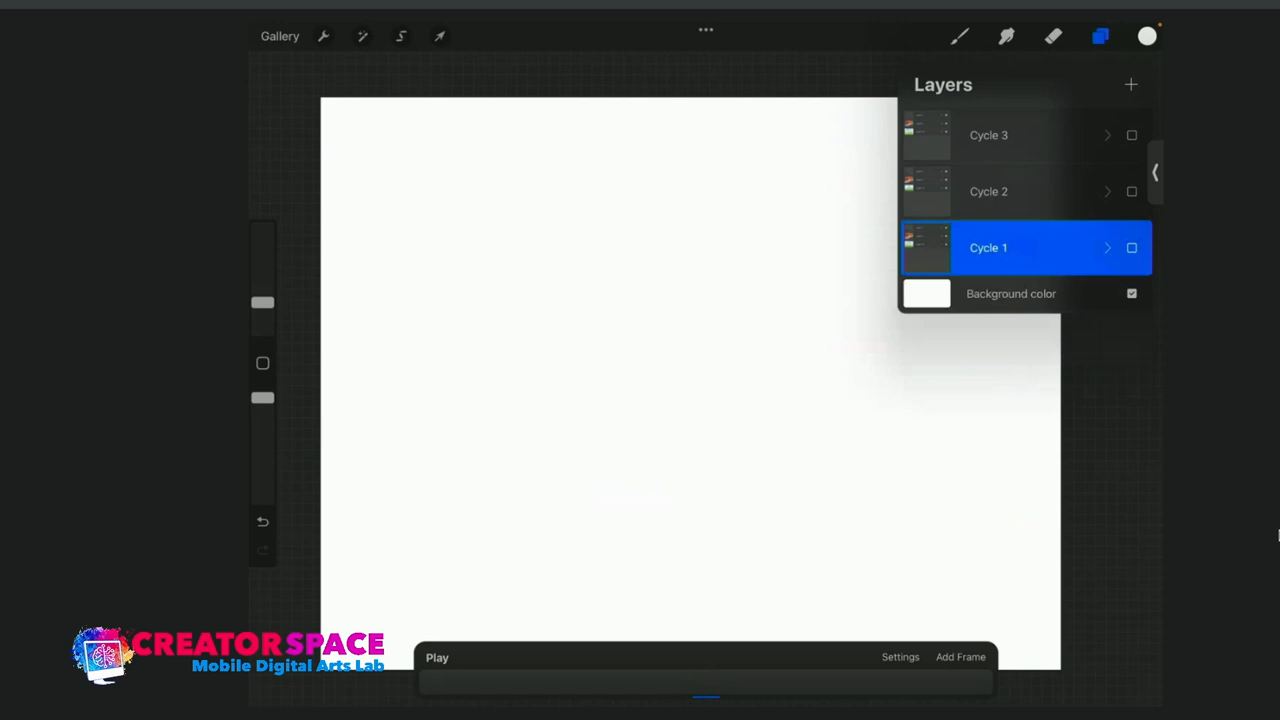 Gallery
Layers
Cycle 3
Cycle 2
Cycle 1
Background color
CREATORSPACE
Mobile Digital Arts Lab
Play
Settings
Add Frame